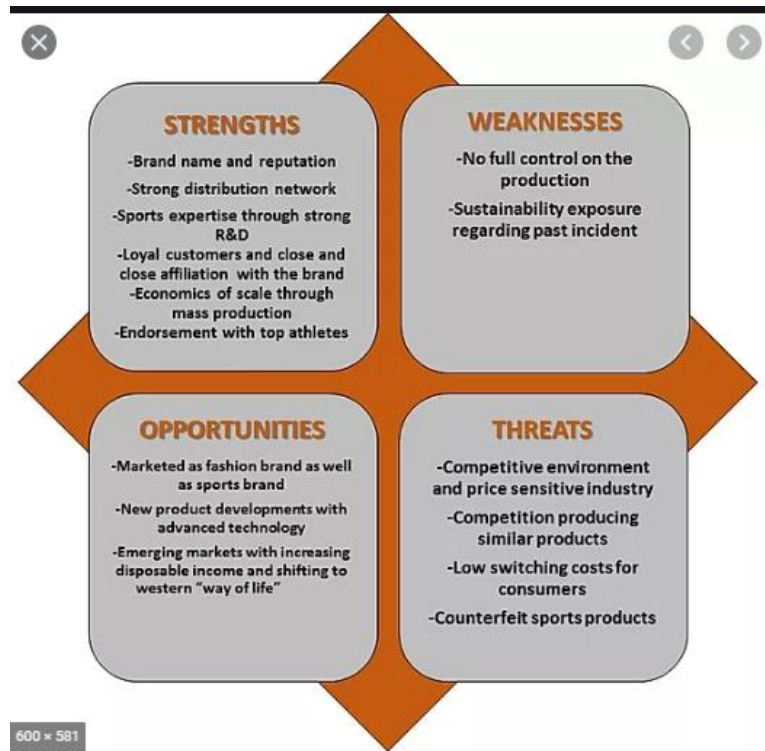 STRENGTHS
-Brand name and reputation
-Strong distribution network
-Sports expertise through strong
R&D
-Loyal customers and close and
close affiliation with the brand
-Economics of scale through
mass production
-Endorsement with top athletes
WEAKNESSES
-No full control on the
production
-Sustainability exposure
regarding past incident
OPPORTUNITIES
-Marketed as fashion brand as well
as sports brand
-New product developments with
advanced technology
-Emerging markets with increasing
disposable income and shifting to
western “way of life”
THREATS
-Competitive environment
and price sensitive industry
-Competition producing
similar products
-Low switching costs for
consumers
-Counterfeit sports products
600 × 581